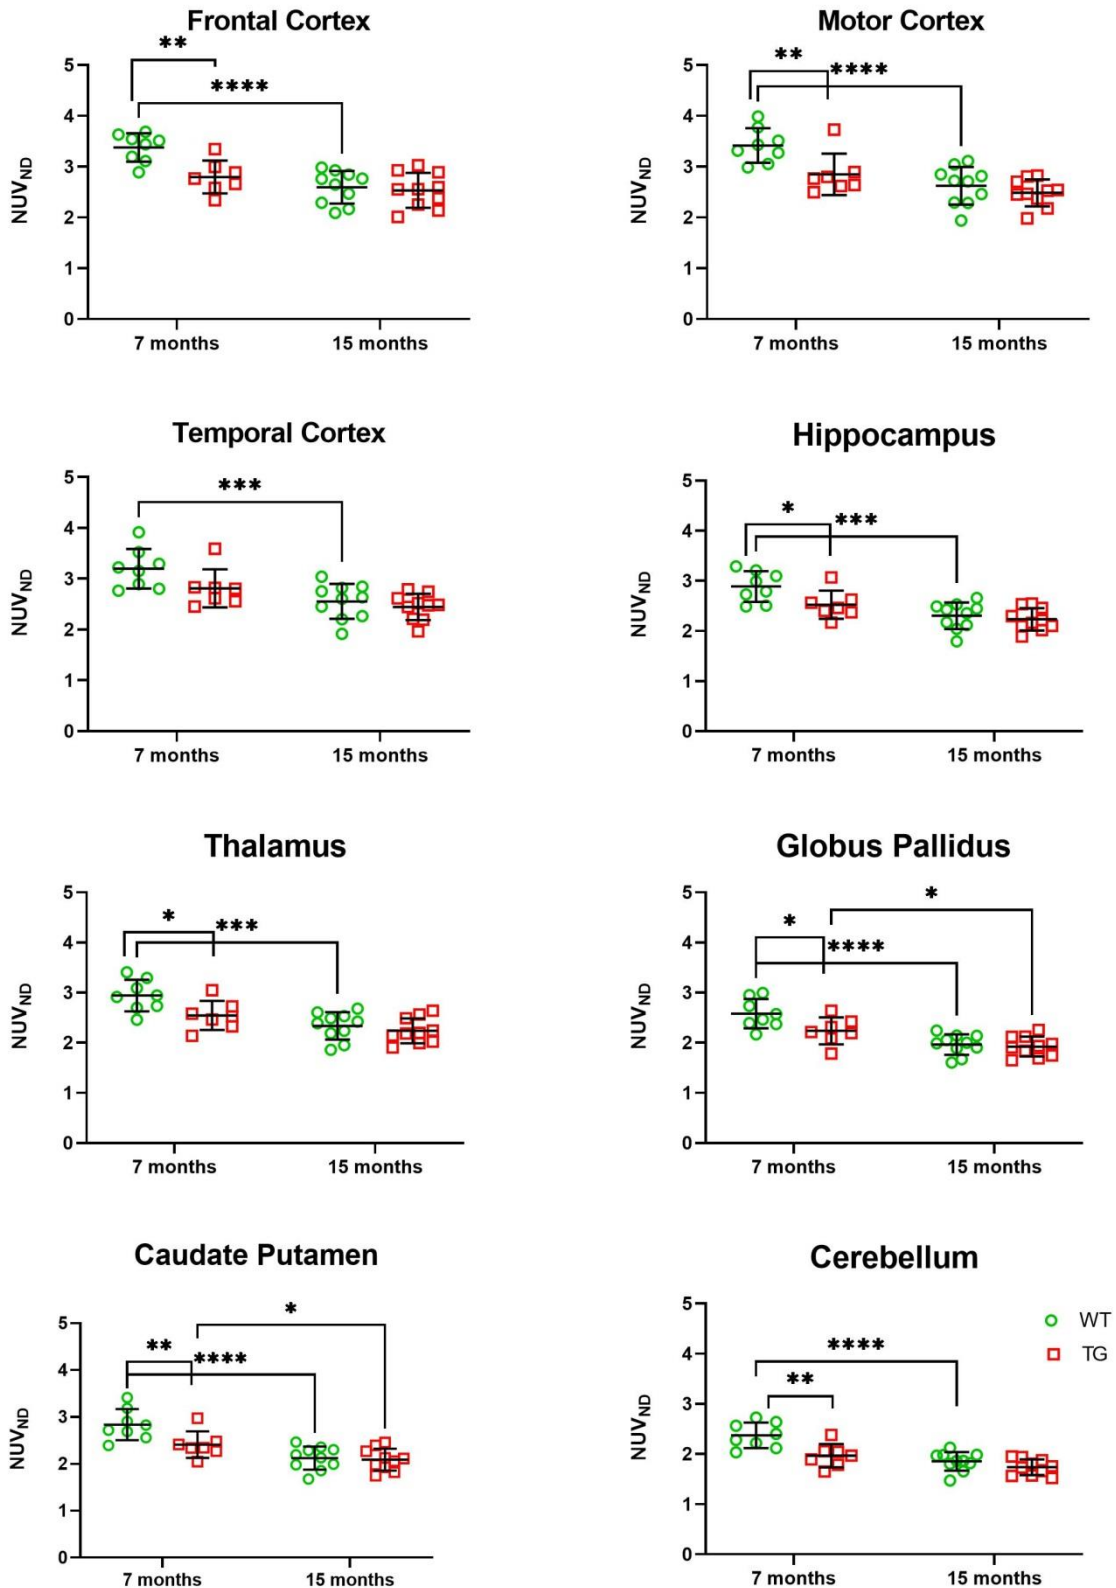 Frontal Cortex
**
****
5
4
3
2
1
0
NUV_ND
7 months
15 months
Motor Cortex
**
****
5
4
3
2
1
0
NUV_ND
7 months
15 months
Temporal Cortex
***
5
4
3
2
1
0
NUV_ND
7 months
15 months
Hippocampus
*
***
5
4
3
2
1
0
NUV_ND
7 months
15 months
Thalamus
*
***
5
4
3
2
1
0
NUV_ND
7 months
15 months
Globus Pallidus
*
*
****
5
4
3
2
1
0
NUV_ND
7 months
15 months
Caudate Putamen
*
**
****
5
4
3
2
1
0
NUV_ND
7 months
15 months
Cerebellum
****
**
5
4
3
2
1
0
NUV_ND
7 months
15 months
WT
TG